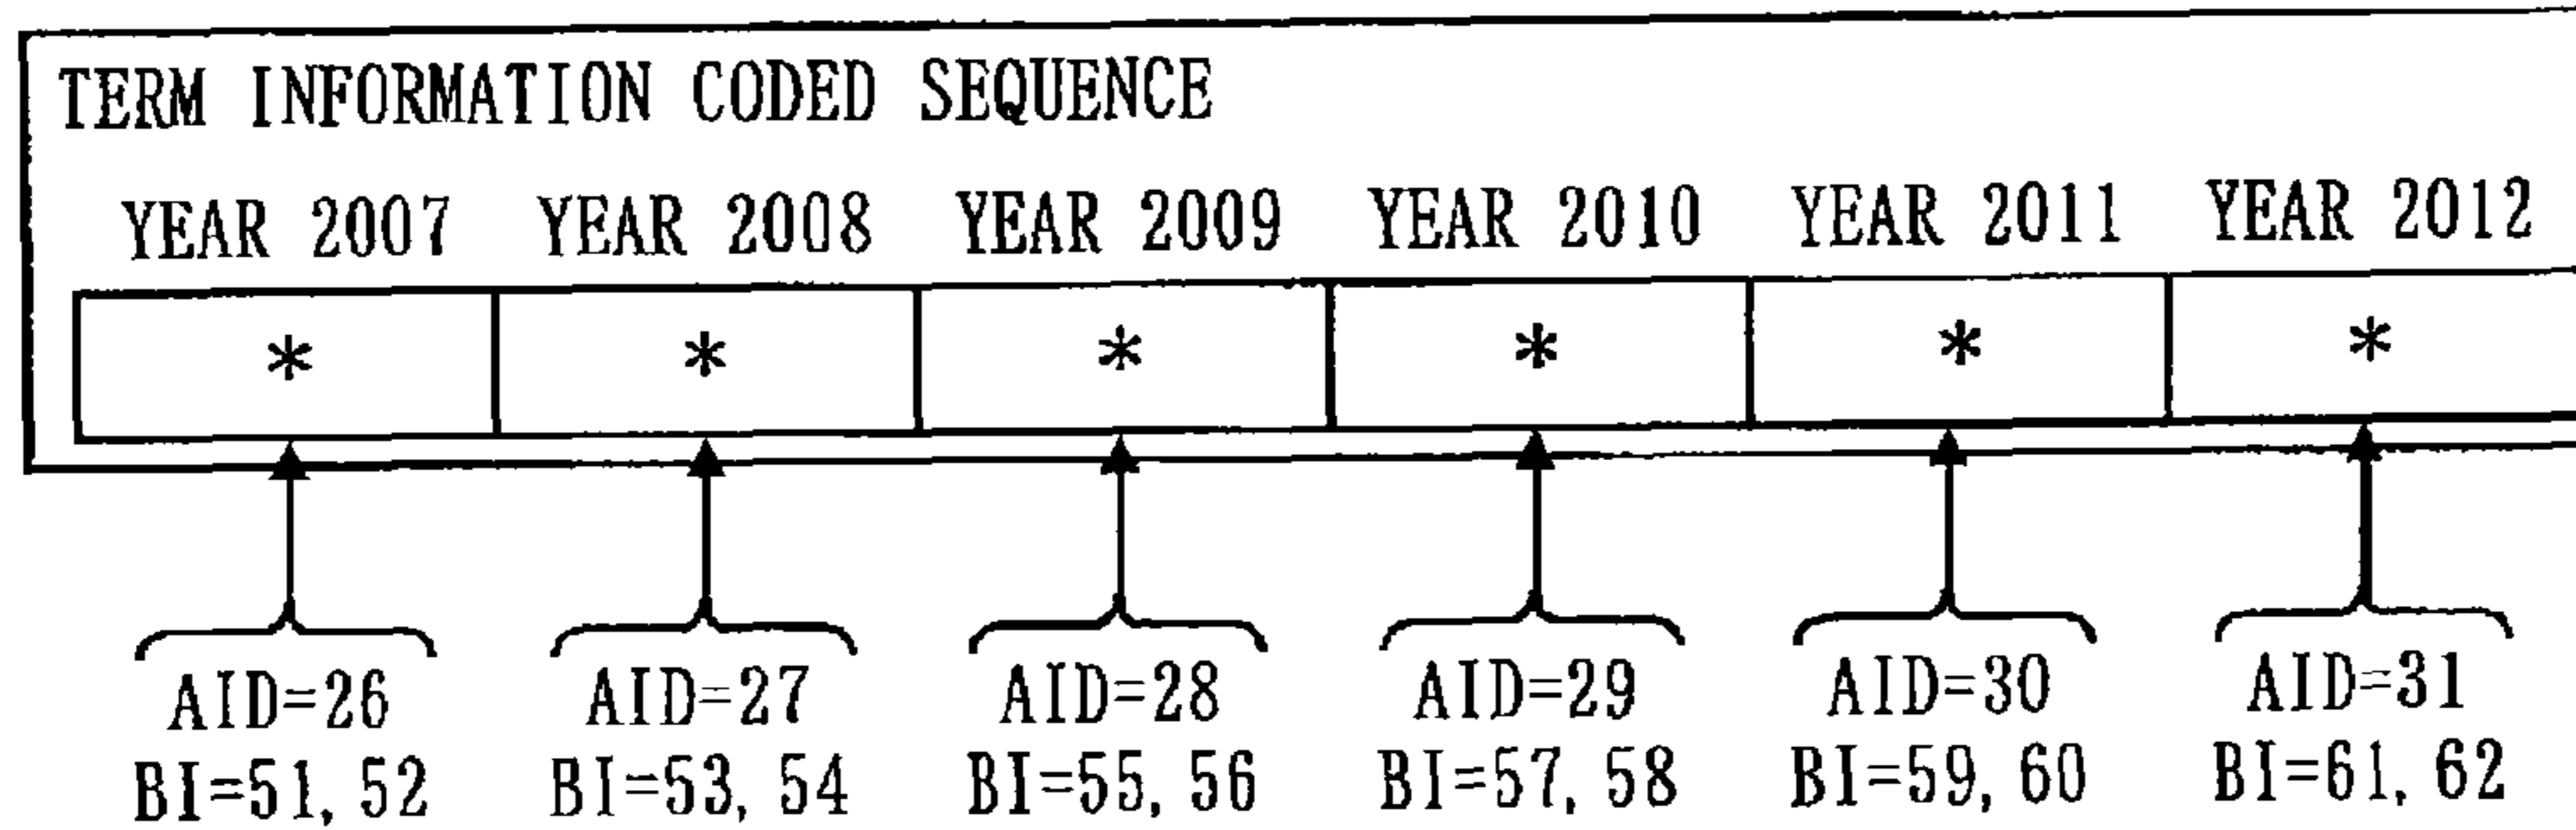 TERM INFORMATION CODED SEQUENCE
YEAR 2007 YEAR 2008 YEAR 2009 YEAR 2010 YEAR 2011 YEAR 2012
* * * * * *
AID=26 AID=27 AID=28 AID=29 AID=30 AID=31
BI=51, 52 BI=53, 54 BI=55, 56 BI=57, 58 BI=59, 60 BI=61, 62